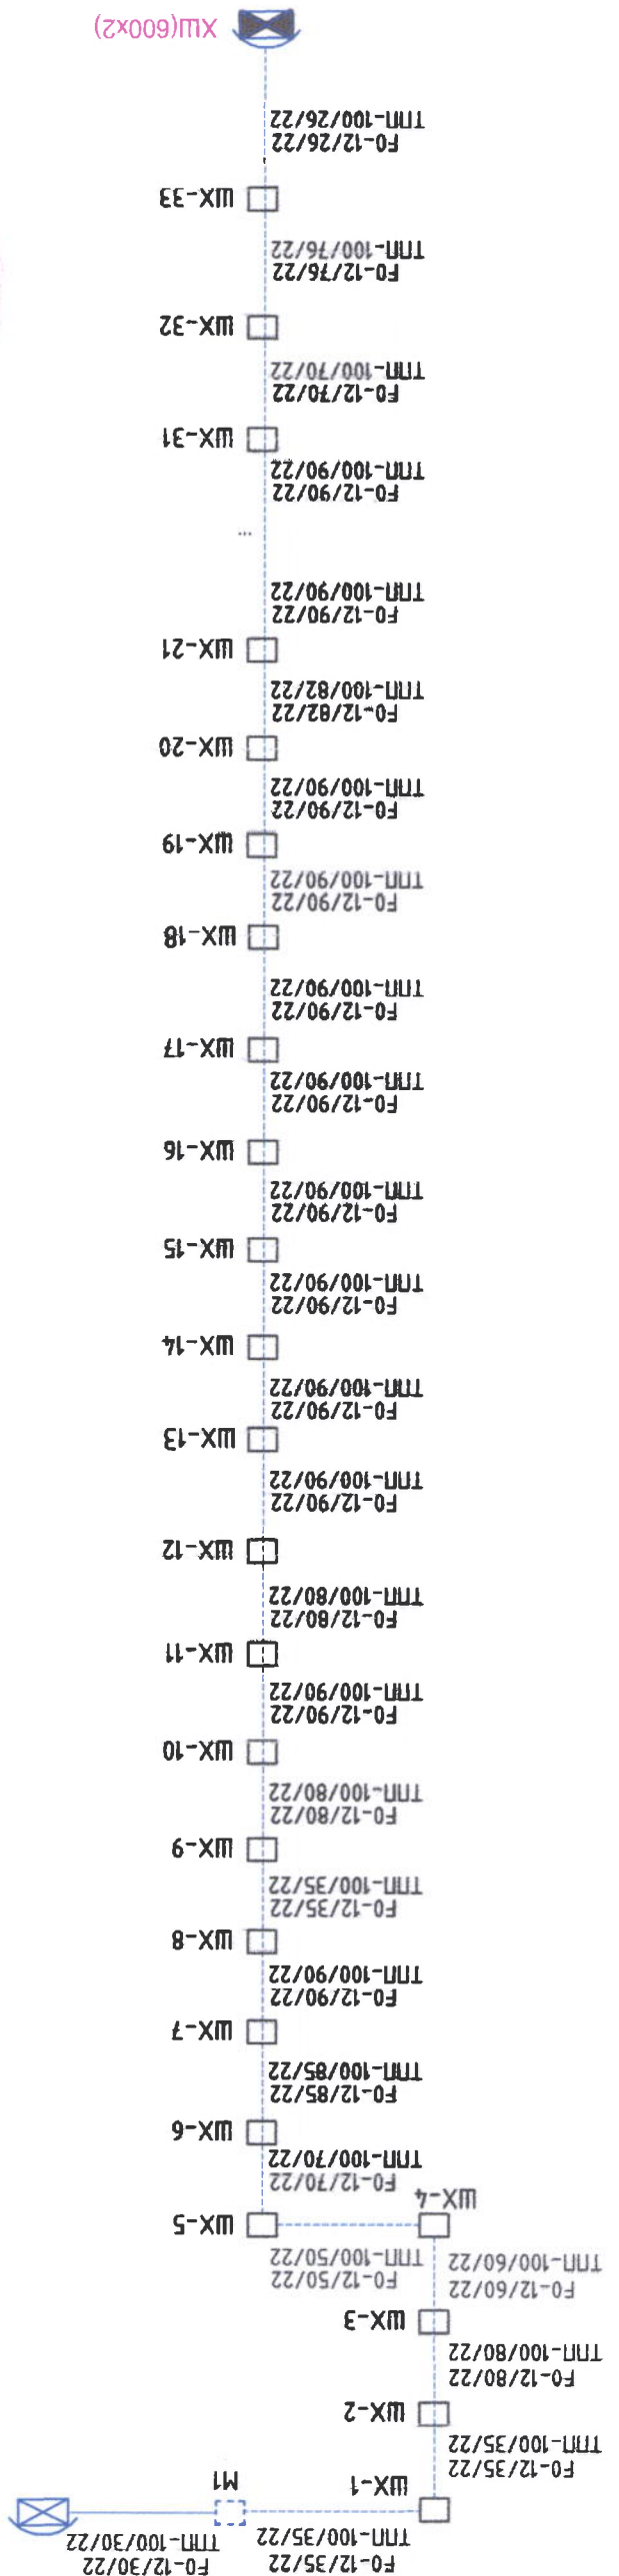 FO-12/35/22
ТПП-100/35/22
FO-12/30/22
ТПП-100/30/22
ШХ-1
М1
FO-12/35/22
ТПП-100/35/22
ШХ-2
FO-12/80/22
ТПП-100/80/22
ШХ-3
FO-12/60/22
ТПП-100/60/22
FO-12/50/22
ТПП-100/50/22
ШХ-4
ШХ-5
FO-12/70/22
ТПП-100/70/22
ШХ-6
FO-12/85/22
ТПП-100/85/22
ШХ-7
FO-12/90/22
ТПП-100/90/22
ШХ-8
FO-12/35/22
ТПП-100/35/22
ШХ-9
FO-12/80/22
ТПП-100/80/22
ШХ-10
FO-12/90/22
ТПП-100/90/22
ШХ-11
FO-12/80/22
ТПП-100/80/22
ШХ-12
FO-12/90/22
ТПП-100/90/22
ШХ-13
FO-12/90/22
ТПП-100/90/22
ШХ-14
FO-12/90/22
ТПП-100/90/22
ШХ-15
FO-12/90/22
ТПП-100/90/22
ШХ-16
FO-12/90/22
ТПП-100/90/22
ШХ-17
FO-12/90/22
ТПП-100/90/22
ШХ-18
FO-12/90/22
ТПП-100/90/22
ШХ-19
FO-12/90/22
ТПП-100/90/22
ШХ-20
FO-12/82/22
ТПП-100/82/22
ШХ-21
FO-12/90/22
ТПП-100/90/22
...
FO-12/90/22
ТПП-100/90/22
ШХ-31
FO-12/70/22
ТПП-100/70/22
ШХ-32
FO-12/76/22
ТПП-100/76/22
ШХ-33
FO-12/26/22
ТПП-100/26/22
ХШ(600x2)